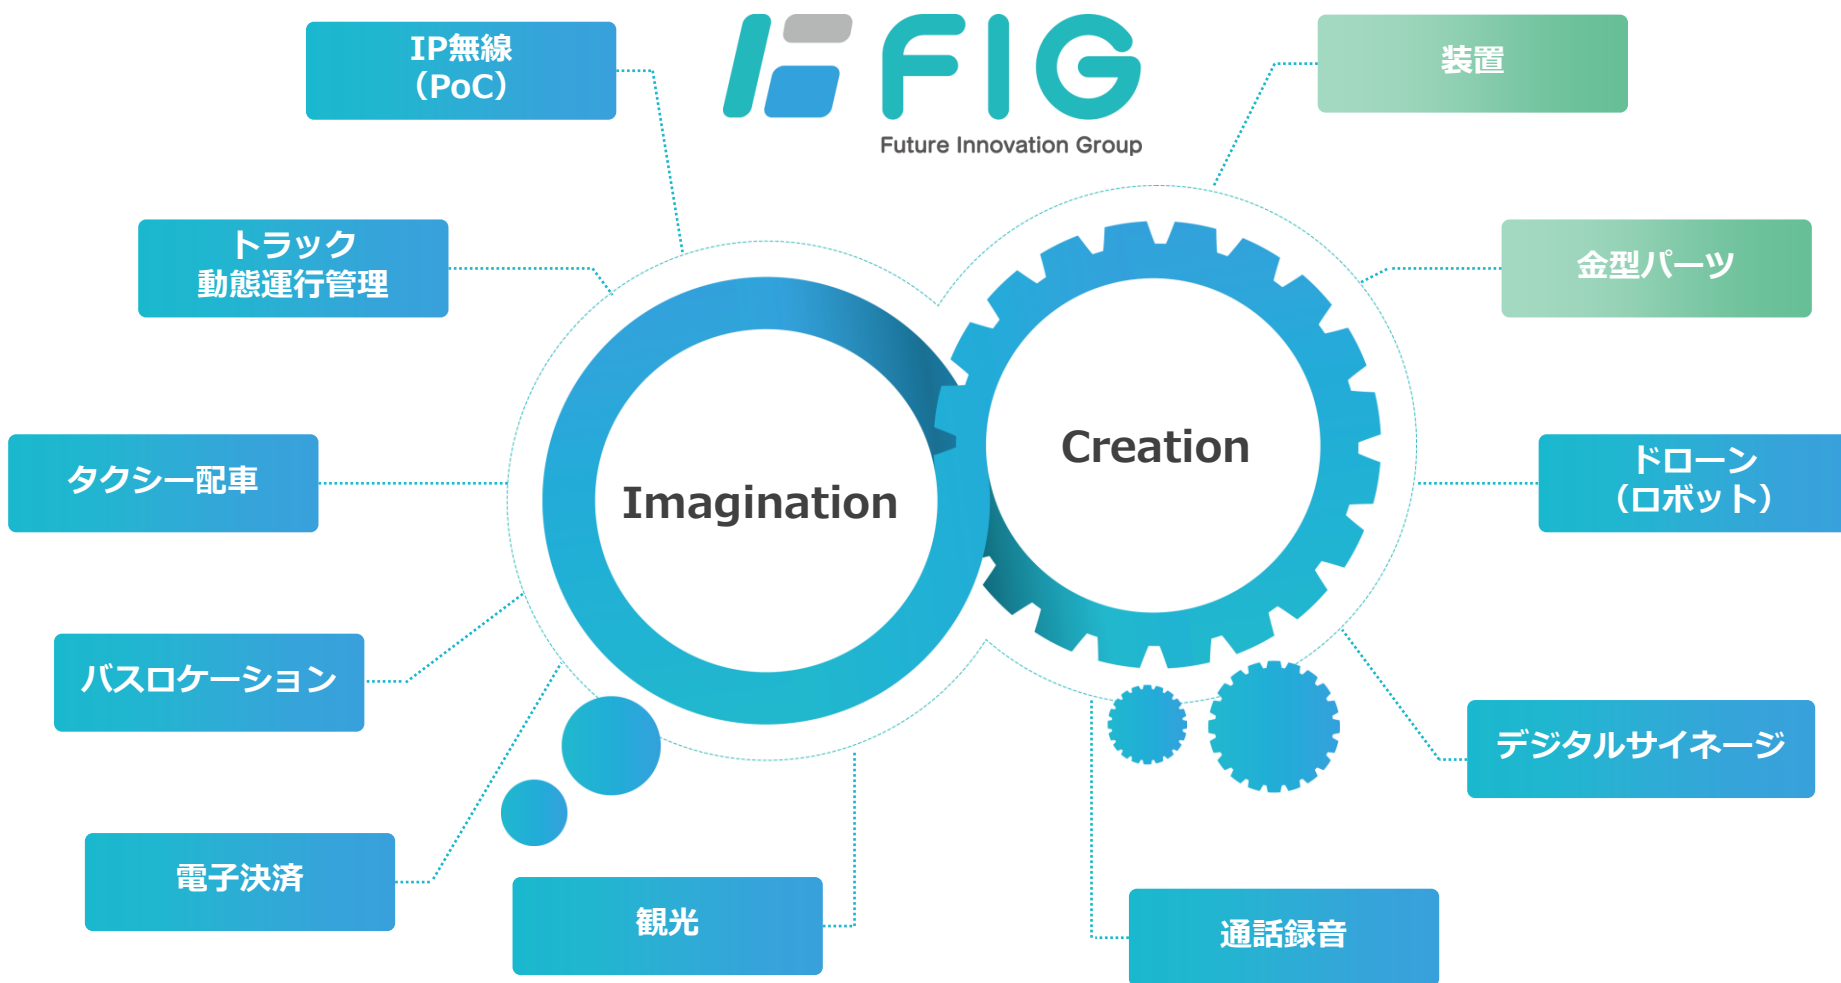 FIG
Future Innovation Group
IP無線
（PoC）
装置
トラック
動態運行管理
金型パーツ
タクシー配車
Imagination
Creation
ドローン
（ロボット）
バスロケーション
デジタルサイネージ
電子決済
観光
通話録音